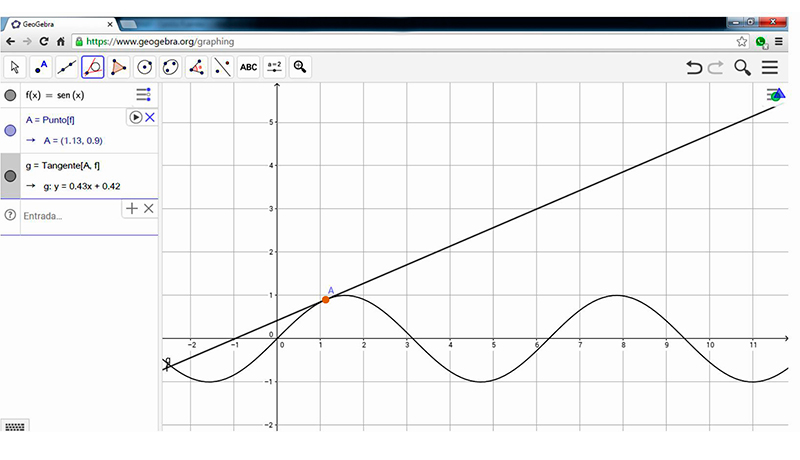 GeoGebra
https://www.geogebra.org/graphing
A
ABC
a=2
f(x) = sen (x)
A = Punto[f]
→ A = (1.13, 0.9)
g = Tangente[A, f]
→ g: y = 0.43x + 0.42
Entrada...
5
4
3
2
1
0
−1
−2
A
g
−2 −1 0 1 2 3 4 5 6 7 8 9 10 11